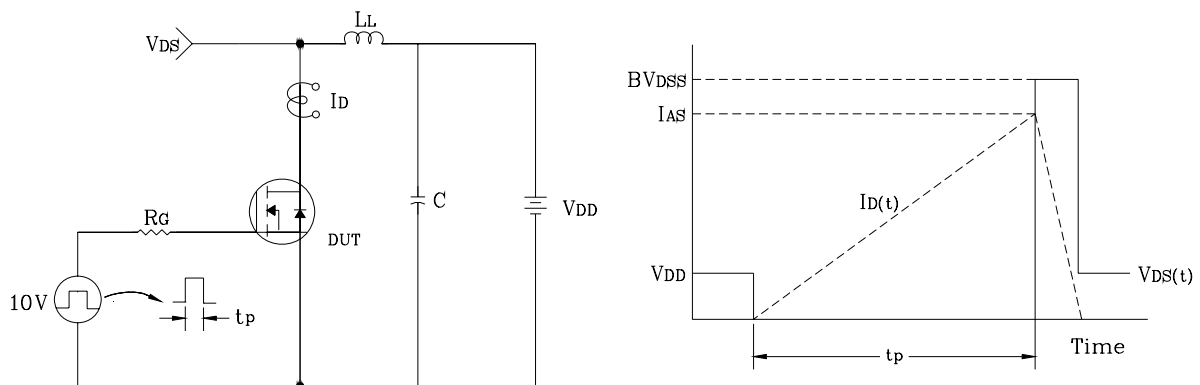 LL
VDS
ID
RG
DUT
C
VDD
10V
tp
BVDSS
IAS
ID(t)
VDD
VDS(t)
tp
Time